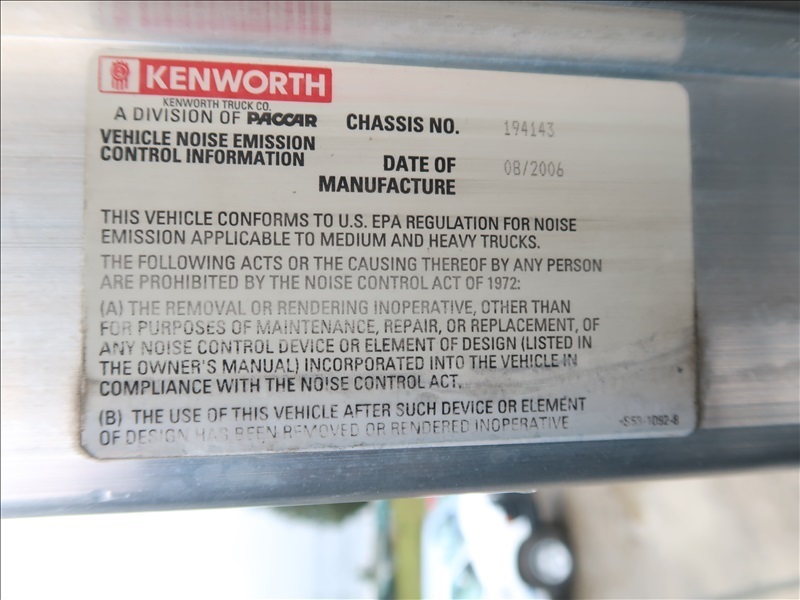 KENWORTH
KENWORTH TRUCK CO.
A DIVISION OF PACCAR
VEHICLE NOISE EMISSION
CONTROL INFORMATION
CHASSIS NO. 194143
DATE OF
MANUFACTURE
08/2006
THIS VEHICLE CONFORMS TO U.S. EPA REGULATION FOR NOISE
EMISSION APPLICABLE TO MEDIUM AND HEAVY TRUCKS.
THE FOLLOWING ACTS OR THE CAUSING THEREOF BY ANY PERSON
ARE PROHIBITED BY THE NOISE CONTROL ACT OF 1972:
(A) THE REMOVAL OR RENDERING INOPERATIVE, OTHER THAN
FOR PURPOSES OF MAINTENANCE, REPAIR, OR REPLACEMENT, OF
ANY NOISE CONTROL DEVICE OR ELEMENT OF DESIGN (LISTED IN
THE OWNER'S MANUAL) INCORPORATED INTO THE VEHICLE IN
COMPLIANCE WITH THE NOISE CONTROL ACT.
(B) THE USE OF THIS VEHICLE AFTER SUCH DEVICE OR ELEMENT
OF DESIGN HAS BEEN REMOVED OR RENDERED INOPERATIVE